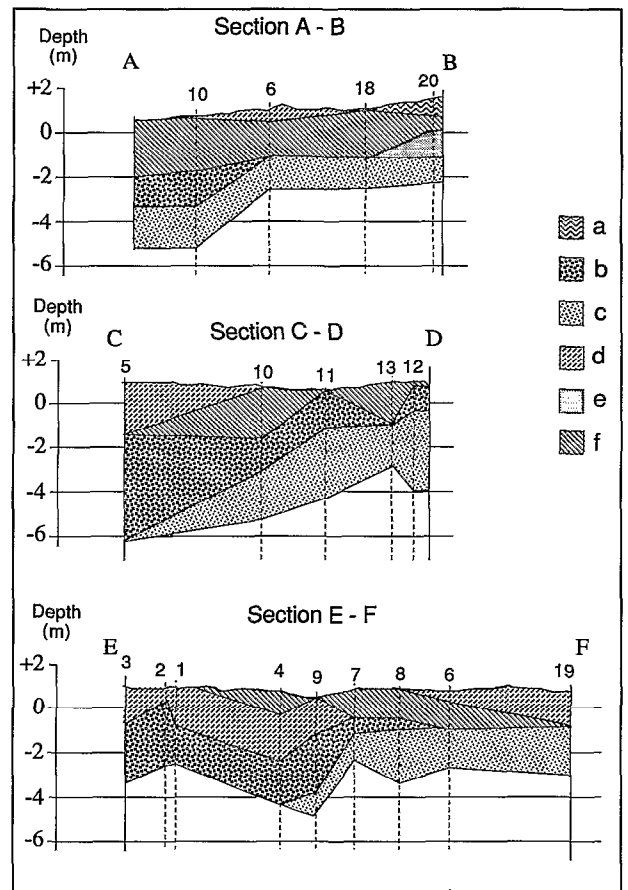 Section A - B
Depth
(m)
A
B
10 6 18 20
+2
0
-2
-4
-6
a
b
c
d
e
f
Section C - D
Depth
(m)
C
D
5 10 11 13 12
+2
0
-2
-4
-6
Section E - F
Depth
(m)
E
F
3 2 1 4 9 7 8 6 19
+2
0
-2
-4
-6